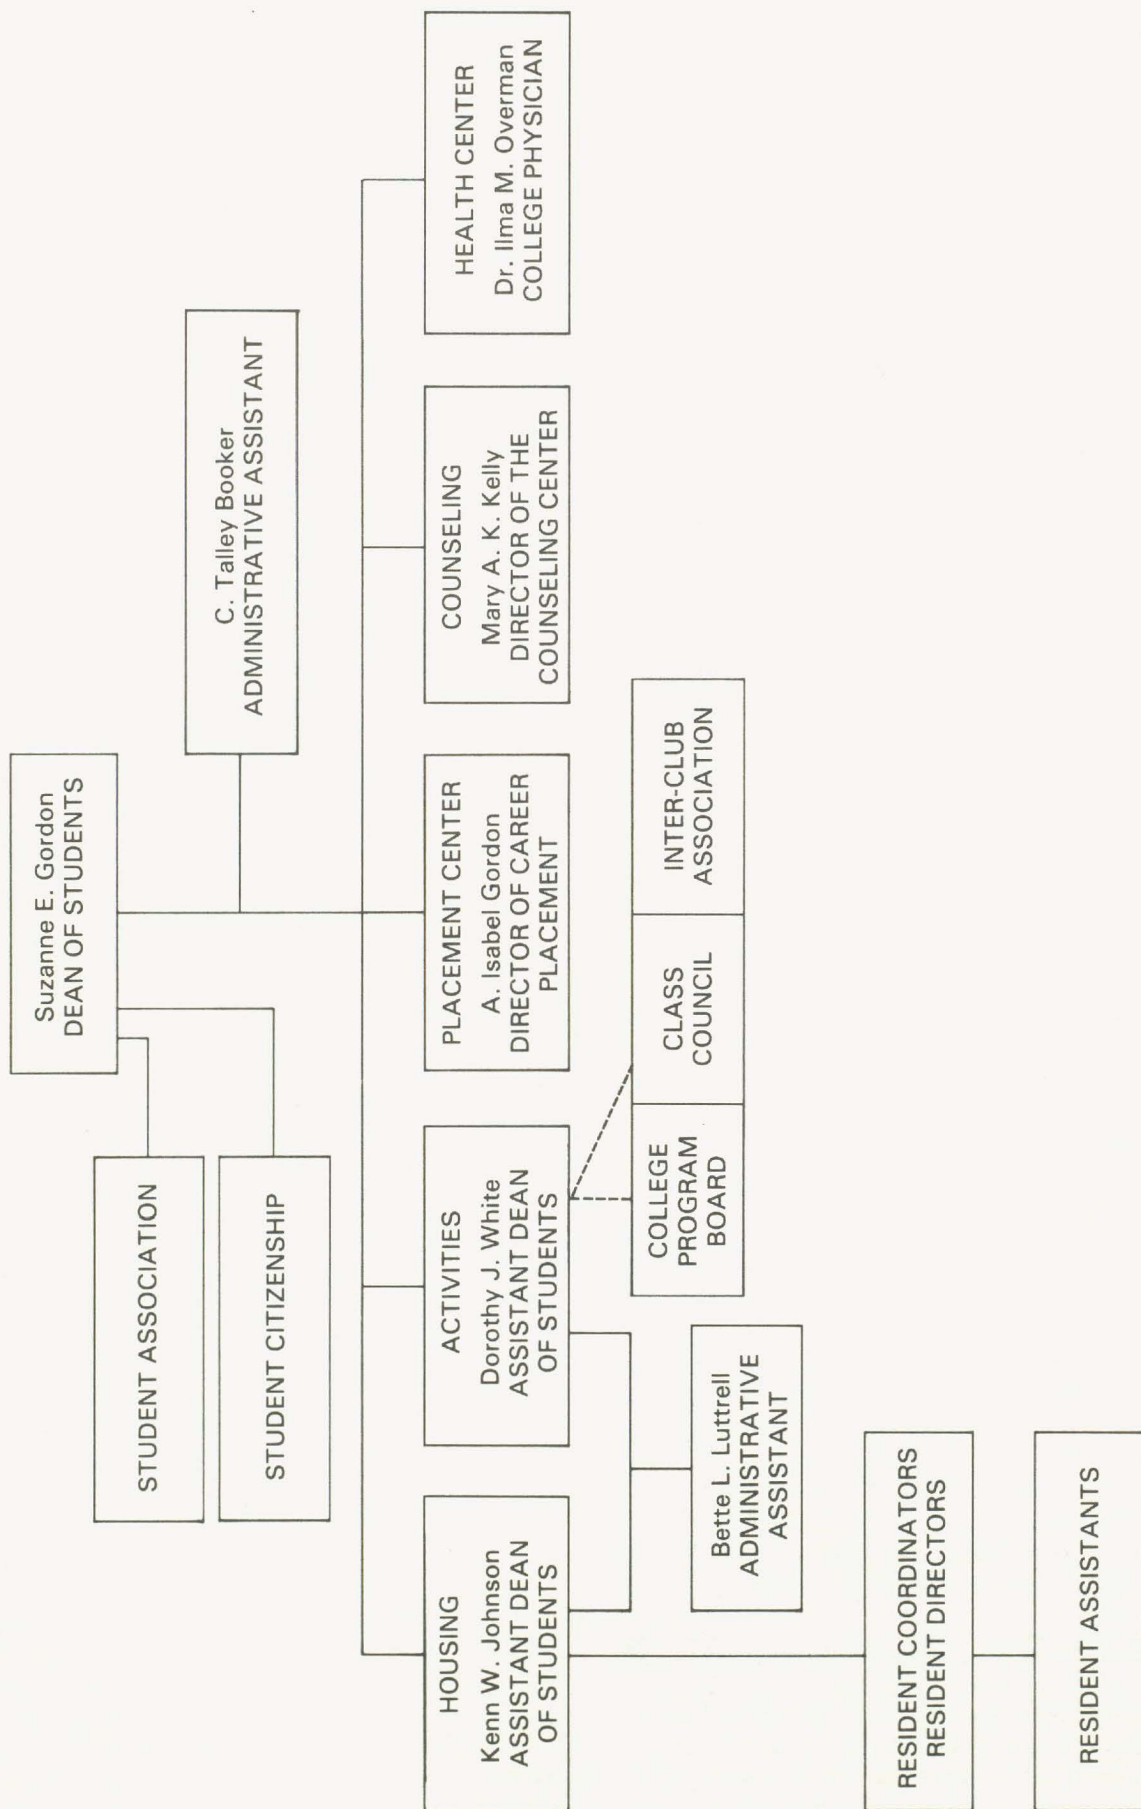 Suzanne E. Gordon
DEAN OF STUDENTS
STUDENT ASSOCIATION
STUDENT CITIZENSHIP
C. Talley Booker
ADMINISTRATIVE ASSISTANT
HOUSING
Kenn W. Johnson
ASSISTANT DEAN
OF STUDENTS
ACTIVITIES
Dorothy J. White
ASSISTANT DEAN
OF STUDENTS
PLACEMENT CENTER
A. Isabel Gordon
DIRECTOR OF CAREER
PLACEMENT
COUNSELING
Mary A. K. Kelly
DIRECTOR OF THE
COUNSELING CENTER
HEALTH CENTER
Dr. Ilma M. Overman
COLLEGE PHYSICIAN
COLLEGE
PROGRAM
BOARD
CLASS
COUNCIL
INTER-CLUB
ASSOCIATION
Bette L. Luttrell
ADMINISTRATIVE
ASSISTANT
RESIDENT COORDINATORS
RESIDENT DIRECTORS
RESIDENT ASSISTANTS